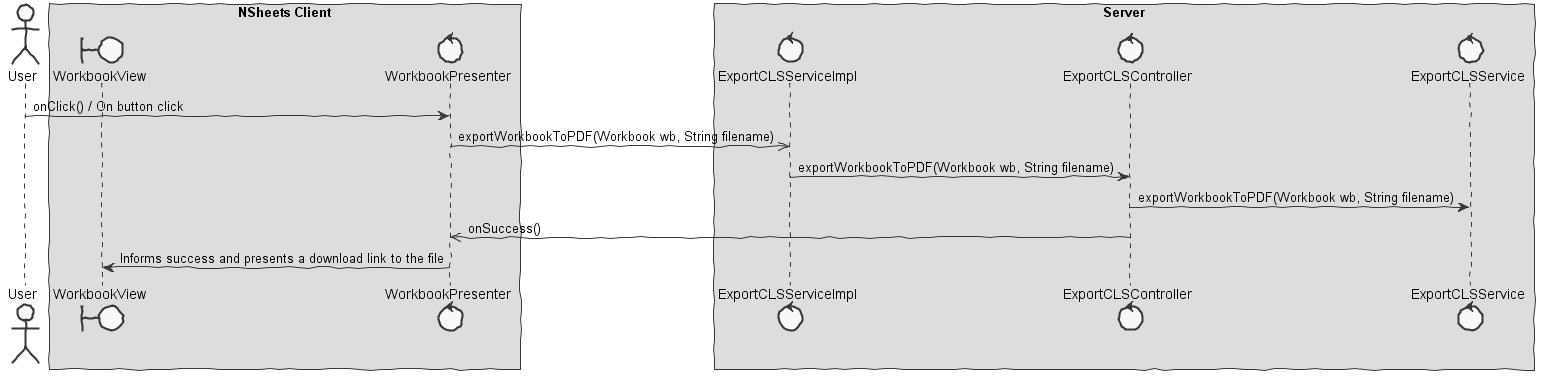 NSheets Client
Server
User
WorkbookView
WorkbookPresenter
ExportCLSServiceImpl
ExportCLSController
ExportCLSService
onClick() / On button click
exportWorkbookToPDF(Workbook wb, String filename)
exportWorkbookToPDF(Workbook wb, String filename)
exportWorkbookToPDF(Workbook wb, String filename)
onSuccess()
Informs success and presents a download link to the file
User
WorkbookView
WorkbookPresenter
ExportCLSServiceImpl
ExportCLSController
ExportCLSService